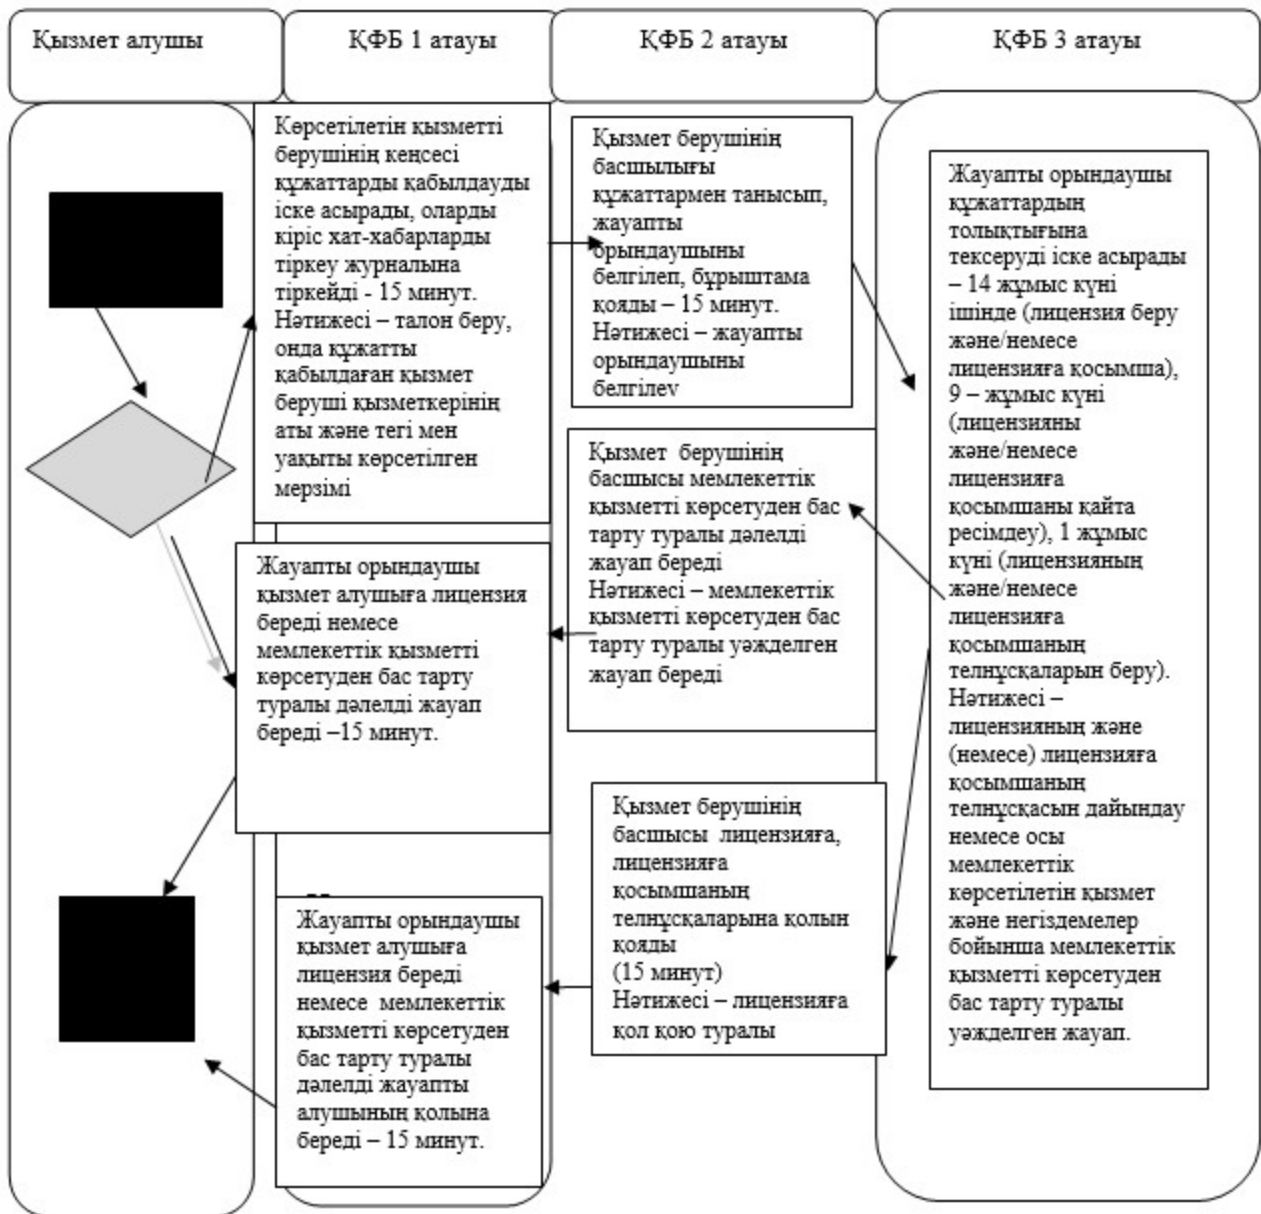 Қызмет алушы
ҚФБ 1 атауы
ҚФБ 2 атауы
ҚФБ 3 атауы
Көрсетілетін қызметті
берушінің кеңсесі
құжаттарды қабылдауды
іске асырады, оларды
кіріс хат-хабарларды
тіркеу журналына
тіркейді - 15 минут.
Нәтижесі – талон беру,
онда құжатты
қабылдаған қызмет
беруші қызметкерінің
аты және тегі мен
уақыты көрсетілген
мерзімі
Қызмет берушінің
басшылығы
құжаттармен танысып,
жауапты
орындаушыны
белгілеп, бұрыштама
қояды – 15 минут.
Нәтижесі – жауапты
орындаушыны
белгілеу
Жауапты орындаушы
құжаттардың
толықтығына
тексеруді іске асырады
– 14 жұмыс күні
ішінде (лицензия беру
және/немесе
лицензияға қосымша),
9 – жұмыс күні
(лицензияны
және/немесе
лицензияға
қосымшаны қайта
ресімдеу), 1 жұмыс
күні (лицензияның
және/немесе
лицензияға
қосымшаның
телнұсқаларын беру).
Нәтижесі –
лицензияның және
(немесе) лицензияға
қосымшаның
телнұсқасын дайындау
немесе осы
мемлекеттік
көрсетілетін қызмет
және негіздемелер
бойынша мемлекеттік
қызметті көрсетуден
бас тарту туралы
уәжделген жауап.
Қызмет берушінің
басшысы мемлекеттік
қызметті көрсетуден бас
тарту туралы дәлелді
жауап береді
Нәтижесі – мемлекеттік
қызметті көрсетуден бас
тарту туралы уәжделген
жауап береді
Жауапты орындаушы
қызмет алушыға лицензия
береді немесе
мемлекеттік қызметті
көрсетуден бас тарту
туралы дәлелді жауап
береді –15 минут.
Қызмет берушінің
басшысы лицензияға,
лицензияға
қосымшаның
телнұсқаларына қолын
қояды
(15 минут)
Нәтижесі – лицензияға
қол қою туралы
Жауапты орындаушы
қызмет алушыға
лицензия береді
немесе мемлекеттік
қызметті көрсетуден
бас тарту туралы
дәлелді жауапты
алушының қолына
береді – 15 минут.